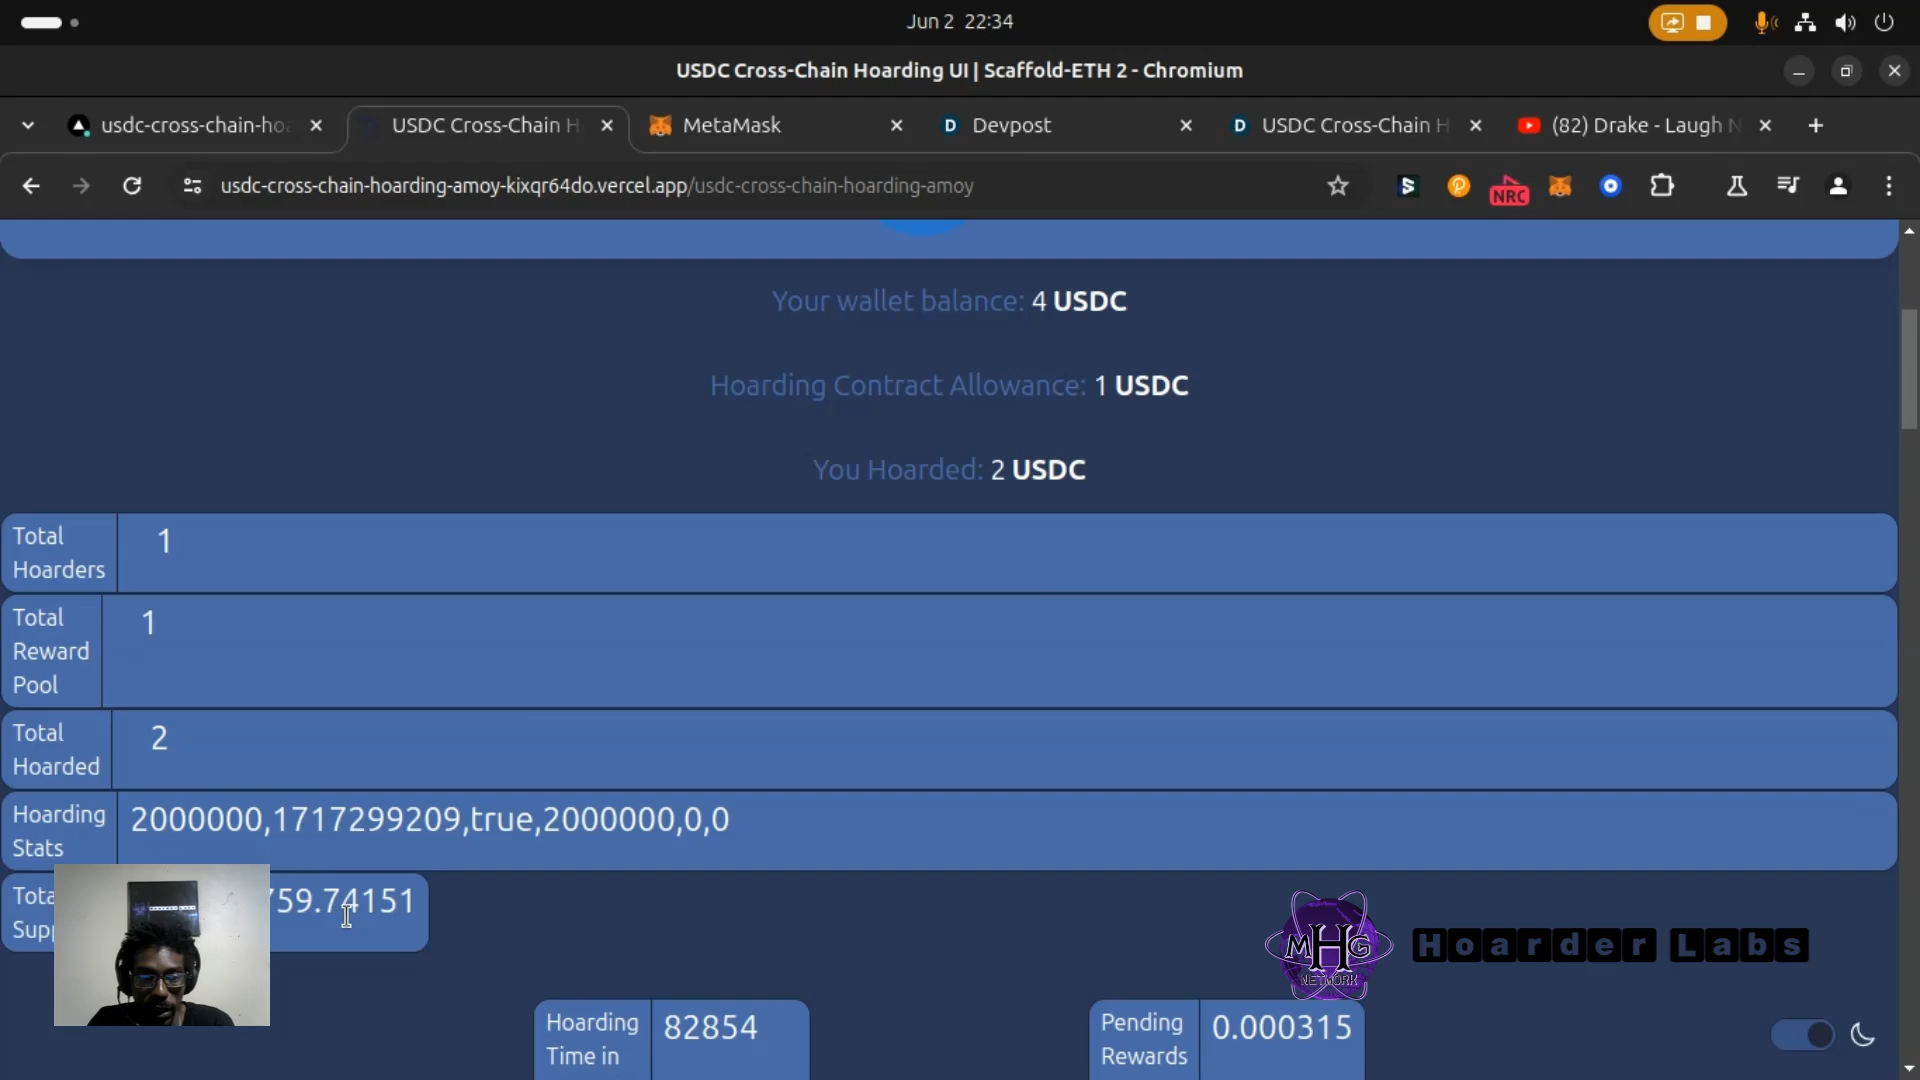 Jun 2 22:34
USDC Cross-Chain Hoarding UI | Scaffold-ETH 2 - Chromium
usdc-cross-chain-hoa
USDC Cross-Chain H
MetaMask
D Devpost
D USDC Cross-Chain H
(82) Drake - Laugh N
usdc-cross-chain-hoarding-amoy-kixqr64do.vercel.app/usdc-cross-chain-hoarding-amoy
NRC
Your wallet balance: 4 USDC
Hoarding Contract Allowance: 1 USDC
You Hoarded: 2 USDC
Total Hoarders 1
Total Reward Pool 1
Total Hoarded 2
Hoarding Stats 2000000,1717299209,true,2000000,0,0
59.74151
MHG
NETWORK
Hoarder Labs
Hoarding Time in 82854
Pending Rewards 0.000315